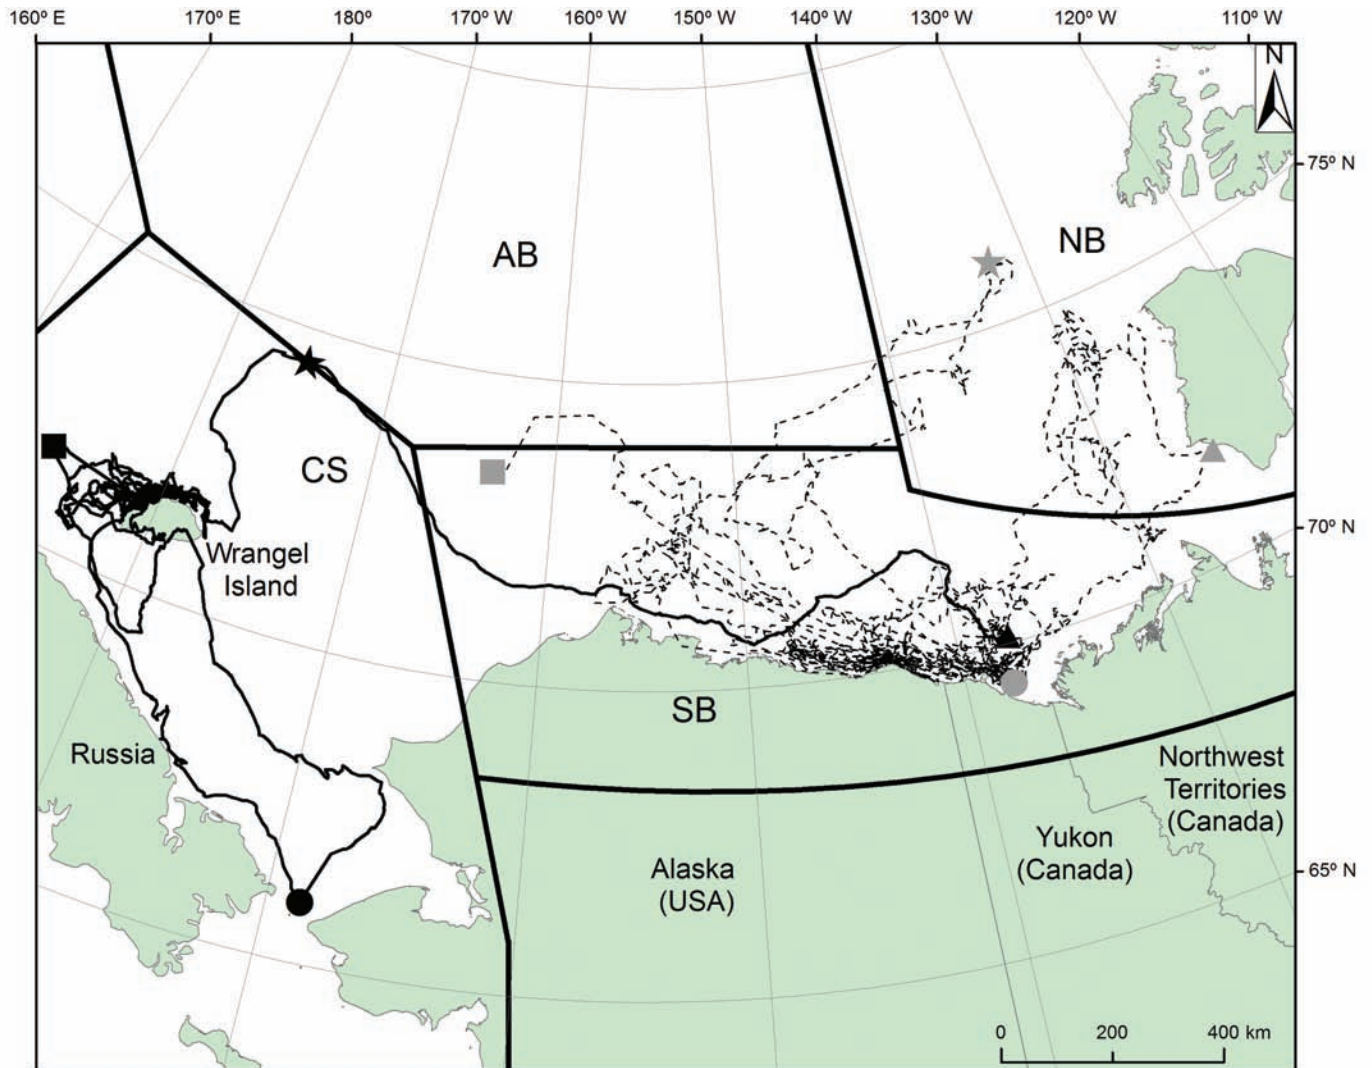 160° E 170° E 180° 170° W 160° W 150° W 140° W 130° W 120° W 110° W
N
75° N
AB
NB
CS
70° N
Wrangel
Island
SB
Russia
Northwest
Territories
(Canada)
Yukon
(Canada)
Alaska
(USA)
65° N
0 200 400 km